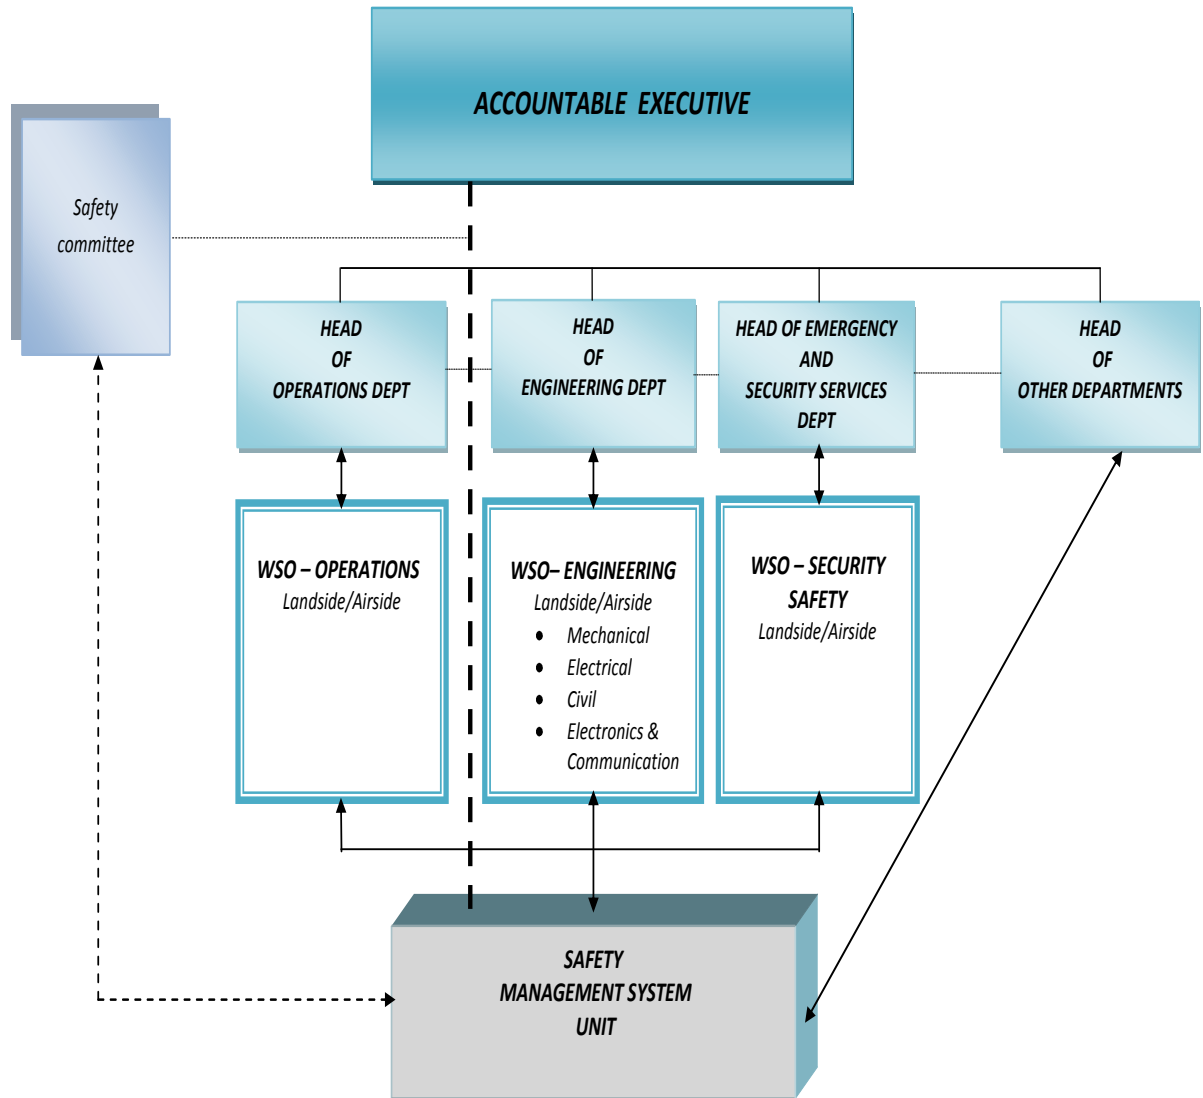 ACCOUNTABLE EXECUTIVE
Safety
committee
HEAD
OF
OPERATIONS DEPT
HEAD
OF
ENGINEERING DEPT
HEAD OF EMERGENCY
AND
SECURITY SERVICES
DEPT
HEAD
OF
OTHER DEPARTMENTS
WSO – OPERATIONS
Landside/Airside
WSO– ENGINEERING
Landside/Airside
• Mechanical
• Electrical
• Civil
• Electronics &
Communication
WSO – SECURITY
SAFETY
Landside/Airside
SAFETY
MANAGEMENT SYSTEM
UNIT